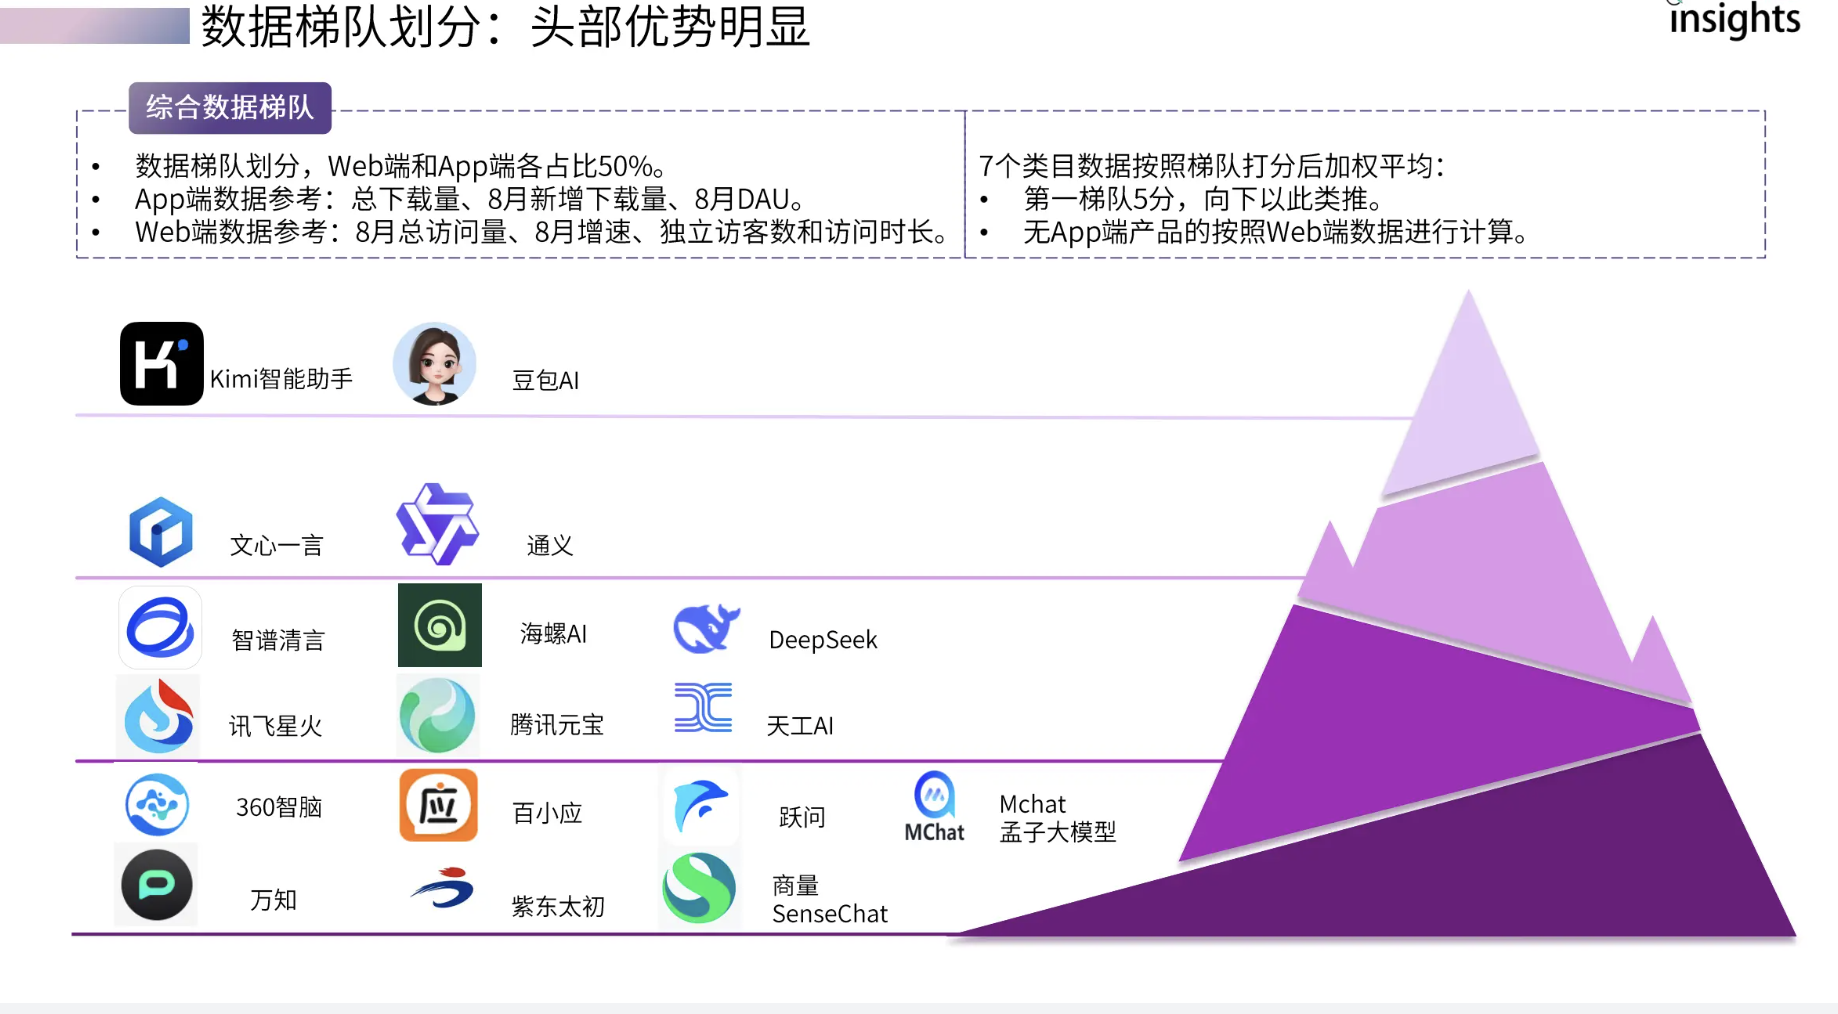 数据梯队划分：头部优势明显
insights
综合数据梯队
• 数据梯队划分，Web端和App端各占比50%。
• App端数据参考：总下载量、8月新增下载量、8月DAU。
• Web端数据参考：8月总访问量、8月增速、独立访客数和访问时长。
7个类目数据按照梯队打分后加权平均：
• 第一梯队5分，向下以此类推。
• 无App端产品的按照Web端数据进行计算。
Kimi智能助手
豆包AI
文心一言
通义
智谱清言
海螺AI
DeepSeek
讯飞星火
腾讯元宝
天工AI
360智脑
应
百小应
跃问
MChat
Mchat
孟子大模型
万知
紫东太初
商量
SenseChat